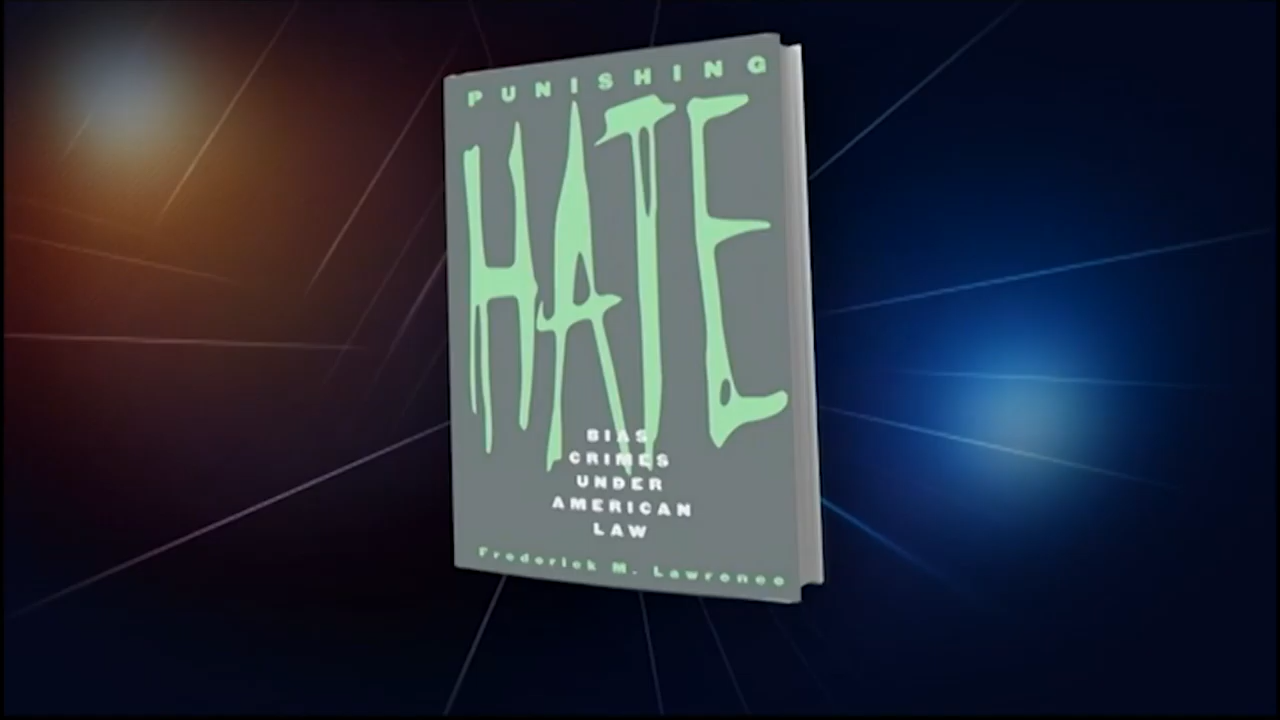 PUNISHING
HATE
BIAS
CRIMES
UNDER
AMERICAN
LAW
Frederick M. Lawrence